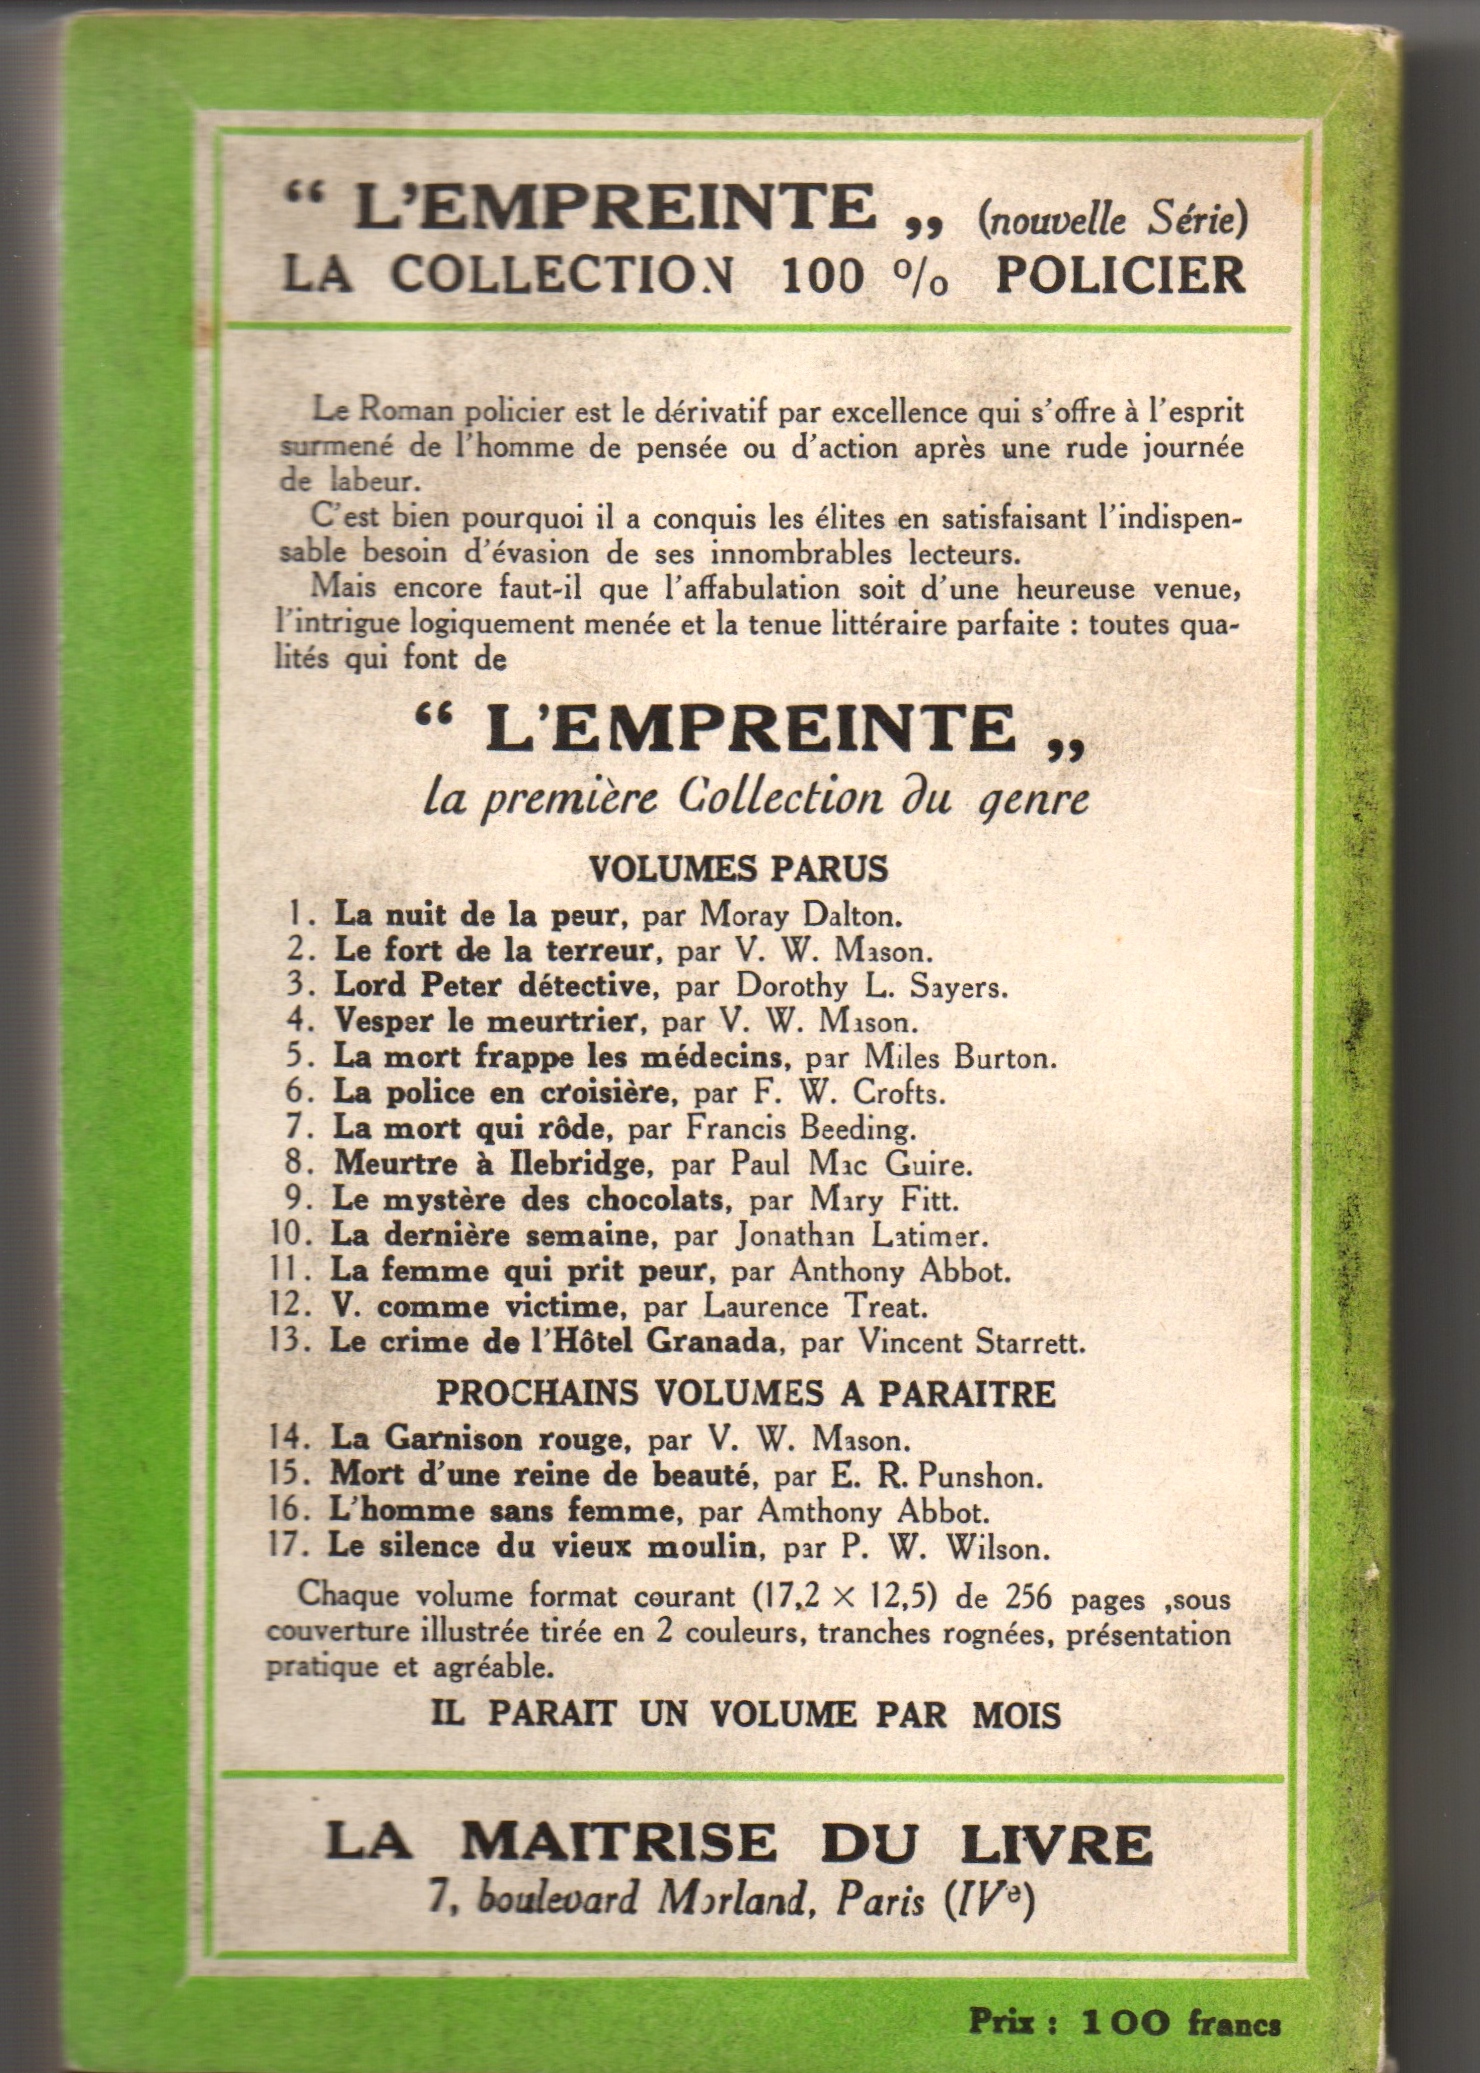 “ L'EMPREINTE „ (nouvelle Série)
LA COLLECTION 100 % POLICIER
Le Roman policier est le dérivatif par excellence qui s'offre à l'esprit
surmené de l'homme de pensée ou d'action après une rude journée
de labeur.
C'est bien pourquoi il a conquis les élites en satisfaisant l'indispen-
sable besoin d'évasion de ses innombrables lecteurs.
Mais encore faut-il que l'affabulation soit d'une heureuse venue,
l'intrigue logiquement menée et la tenue littéraire parfaite : toutes qua-
lités qui font de
“ L'EMPREINTE „
la première Collection du genre
VOLUMES PARUS
1. La nuit de la peur, par Moray Dalton.
2. Le fort de la terreur, par V. W. Mason.
3. Lord Peter détective, par Dorothy L. Sayers.
4. Vesper le meurtrier, par V. W. Mason.
5. La mort frappe les médecins, par Miles Burton.
6. La police en croisière, par F. W. Crofts.
7. La mort qui rôde, par Francis Beeding.
8. Meurtre à Ilebridge, par Paul Mac Guire.
9. Le mystère des chocolats, par Mary Fitt.
10. La dernière semaine, par Jonathan Latimer.
11. La femme qui prit peur, par Anthony Abbot.
12. V. comme victime, par Laurence Treat.
13. Le crime de l'Hôtel Granada, par Vincent Starrett.
PROCHAINS VOLUMES A PARAITRE
14. La Garnison rouge, par V. W. Mason.
15. Mort d'une reine de beauté, par E. R. Punshon.
16. L'homme sans femme, par Amthony Abbot.
17. Le silence du vieux moulin, par P. W. Wilson.
Chaque volume format courant (17,2 × 12,5) de 256 pages ,sous
couverture illustrée tirée en 2 couleurs, tranches rognées, présentation
pratique et agréable.
IL PARAIT UN VOLUME PAR MOIS
LA MAITRISE DU LIVRE
7, boulevard Morland, Paris (IVe)
Prix : 100 francs